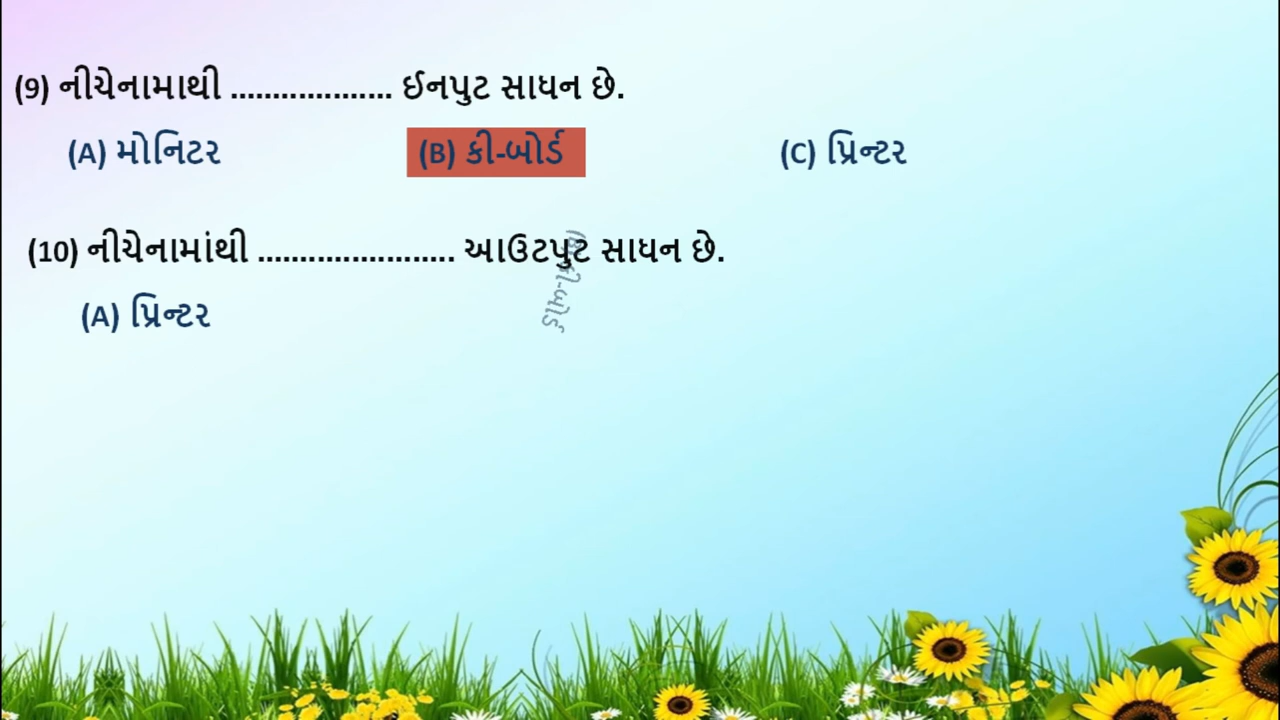 (9) નીચેનામાથી ................... ઈનપુટ સાધન છે.
(A) મોનિટર (B) કી-બોર્ડ (C) પ્રિન્ટર
(10) નીચેનામાંથી ....................... આઉટપુટ સાધન છે.
(A) પ્રિન્ટર (B) કી-બોર્ડ